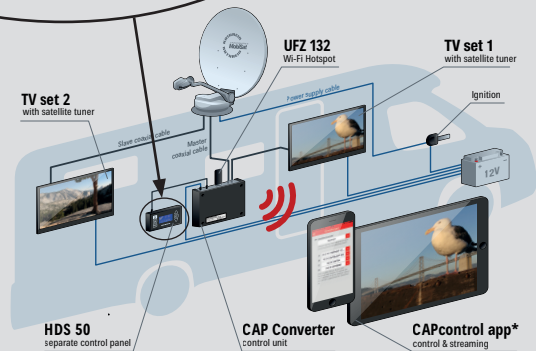 MobilSat
UFZ 132
Wi-Fi Hotspot
TV set 1
with satellite tuner
TV set 2
with satellite tuner
Power supply cable
Ignition
Slave coaxial cable
Master
coaxial cable
12V
HDS 50
separate control panel
CAP Converter
control unit
CAPcontrol app*
control & streaming